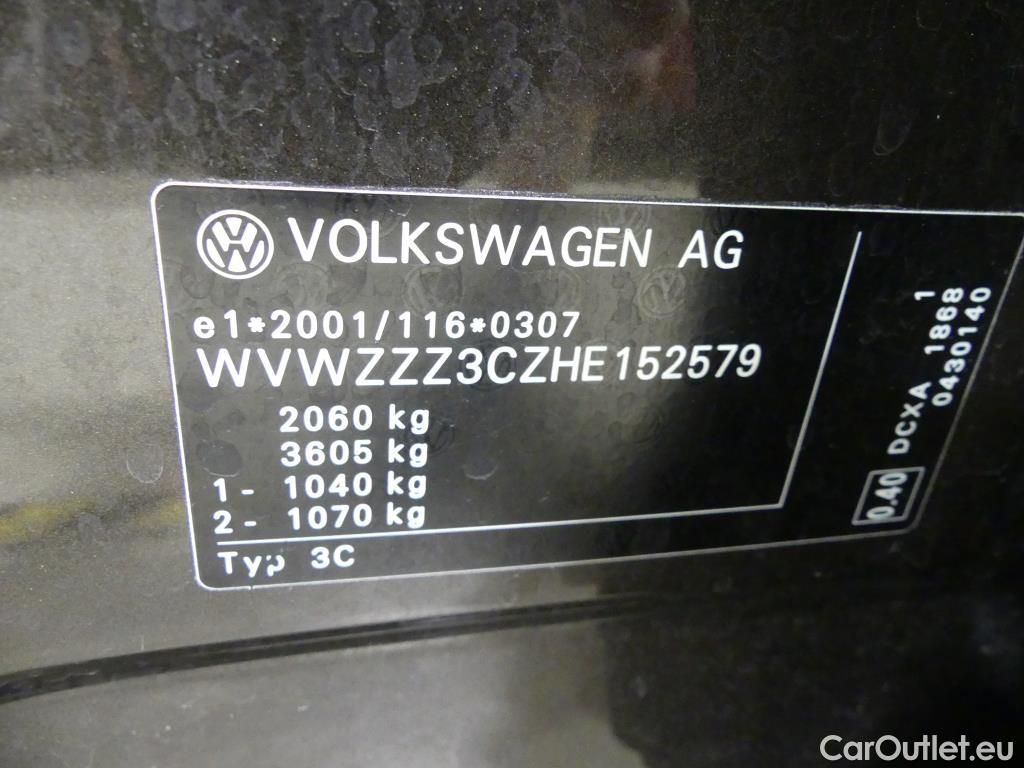 VOLKSWAGEN AG
e1*2001/116*0307
WVWZZZ3CZHE152579
2060 kg
3605 kg
1- 1040 kg
2- 1070 kg
Typ 3C
0.40 DCXA 1868 1
0430140
CarOutlet.eu